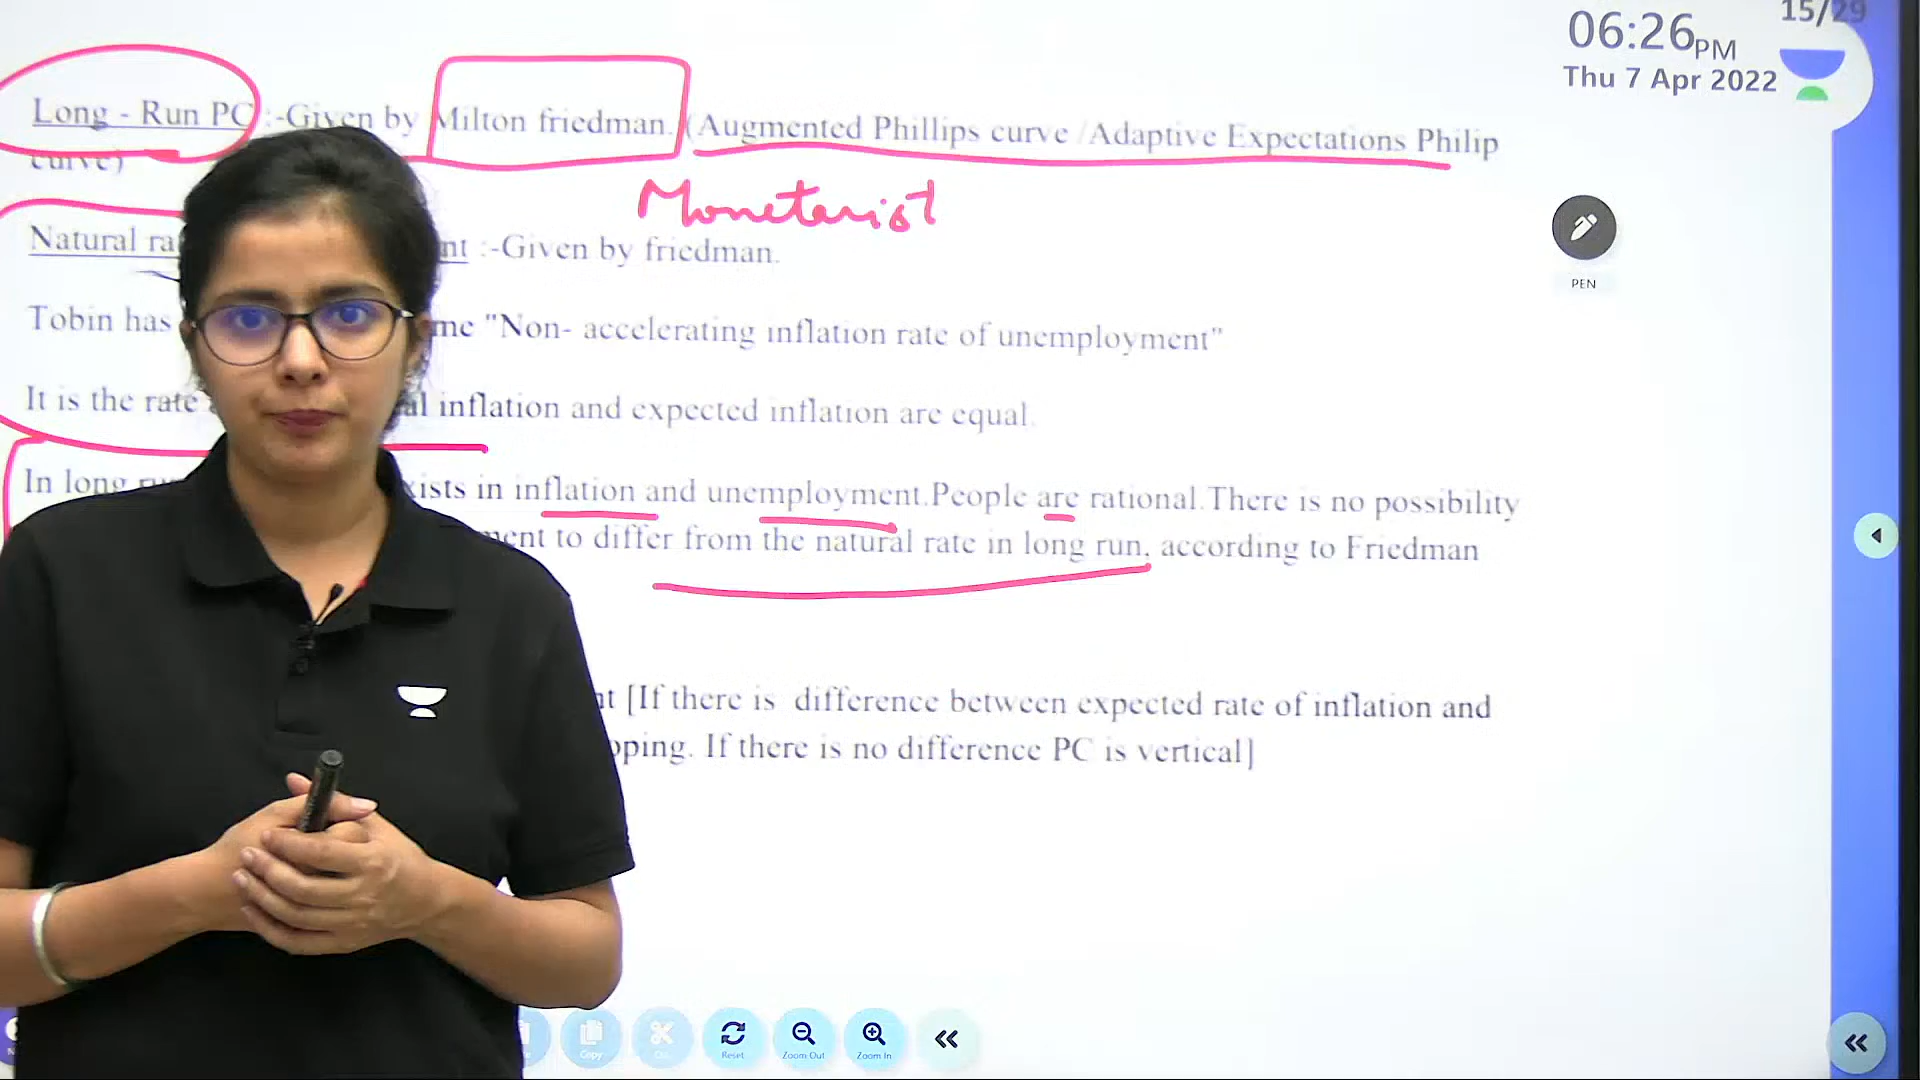 15/29
06:26PM
Thu 7 Apr 2022
Long - Run PC :-Given by Milton friedman. (Augmented Phillips curve /Adaptive Expectations Philip
curve)
Monetarist
Natural ra nt :-Given by friedman.
PEN
Tobin has me "Non- accelerating inflation rate of unemployment"
It is the rate al inflation and expected inflation are equal.
In long xists in inflation and unemployment.People are rational.There is no possibility
ment to differ from the natural rate in long run, according to Friedman
nt [If there is difference between expected rate of inflation and
pping. If there is no difference PC is vertical]
Copy Cut Reset Zoom Out Zoom In